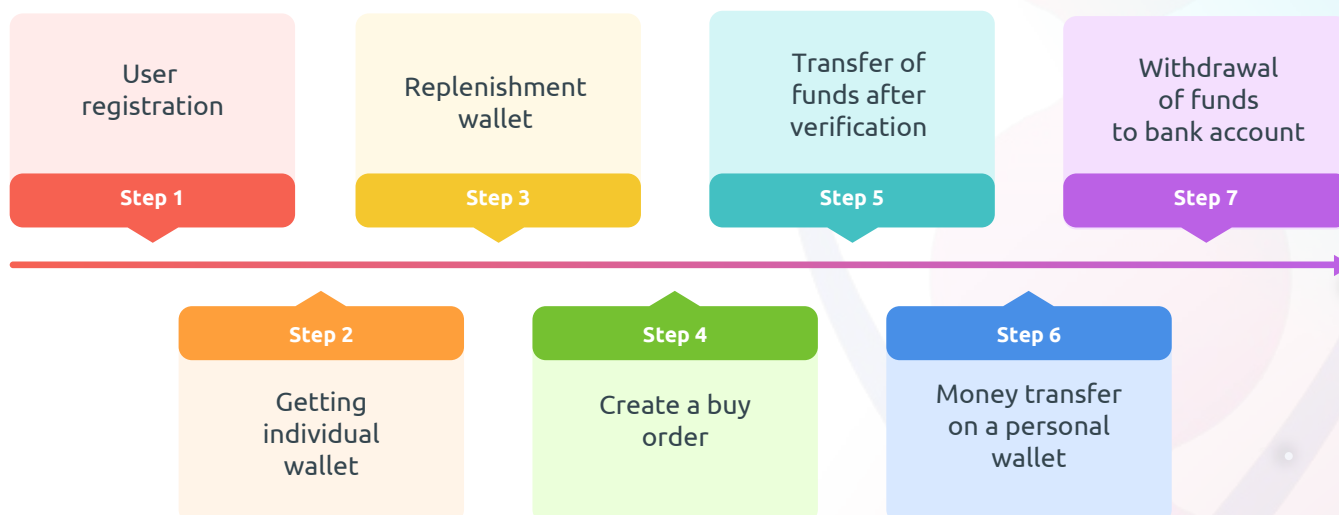 User
registration
Step 1
Step 2
Getting
individual
wallet
Replenishment
wallet
Step 3
Step 4
Create a buy
order
Transfer of
funds after
verification
Step 5
Step 6
Money transfer
on a personal
wallet
Withdrawal
of funds
to bank account
Step 7